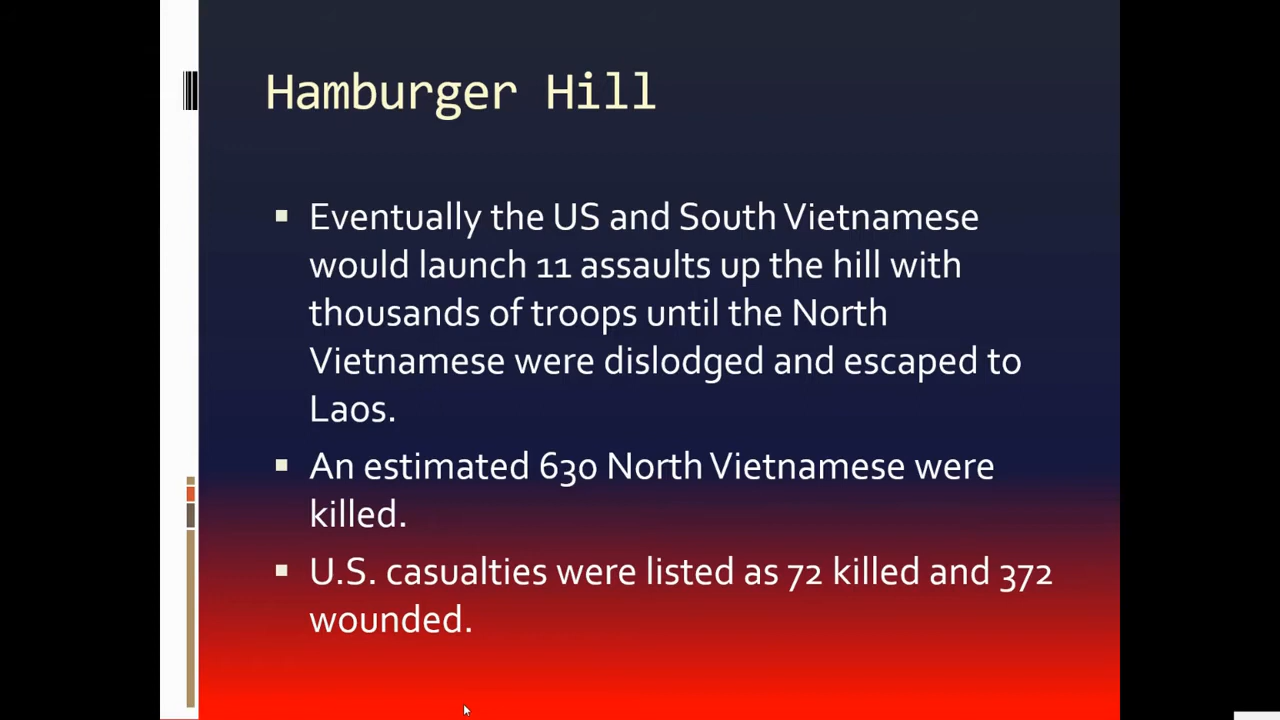 Hamburger Hill
▪ Eventually the US and South Vietnamese
would launch 11 assaults up the hill with
thousands of troops until the North
Vietnamese were dislodged and escaped to
Laos.
▪ An estimated 630 North Vietnamese were
killed.
▪ U.S. casualties were listed as 72 killed and 372
wounded.